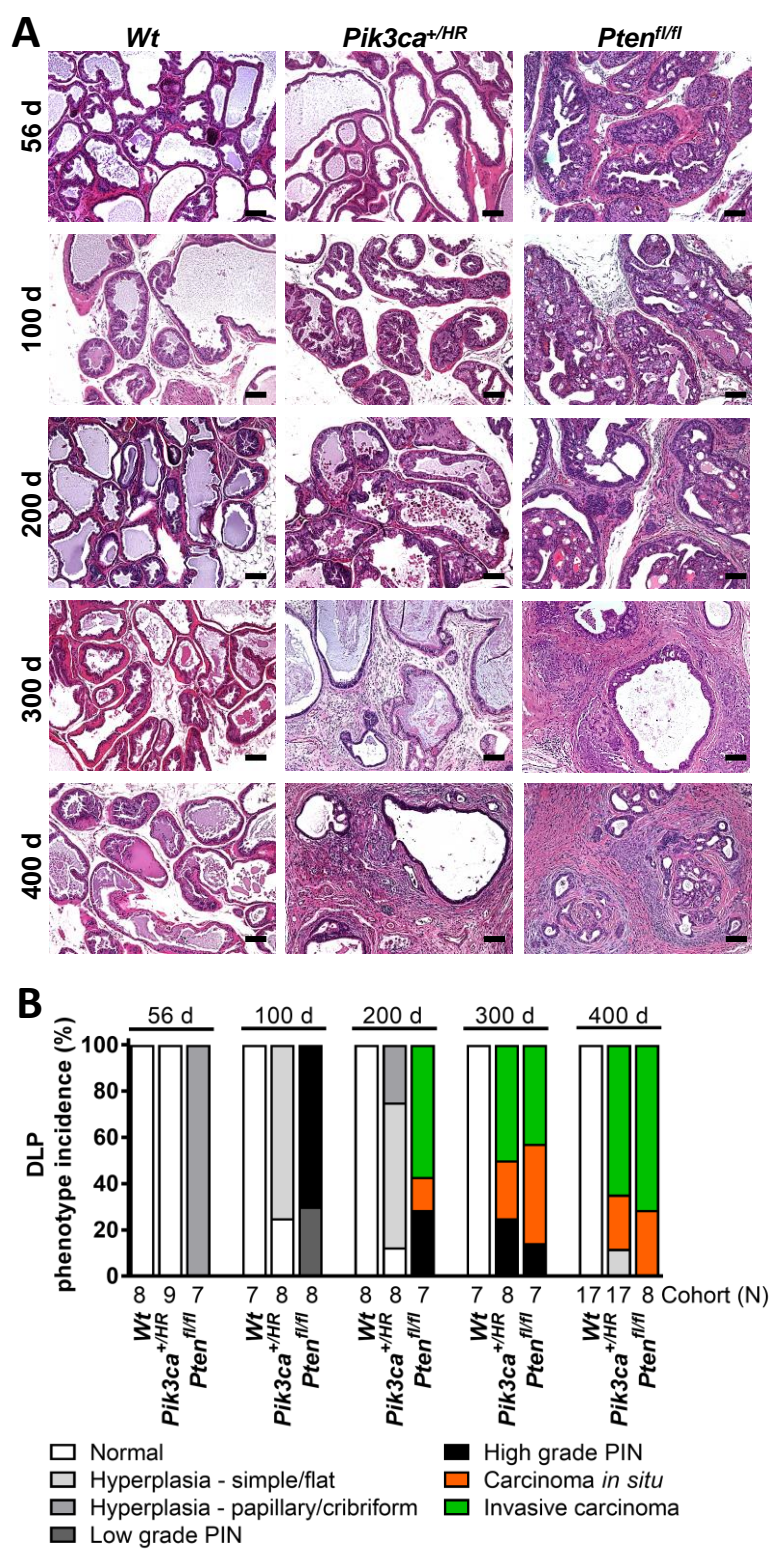 A
Wt Pik3ca+/HR Ptenfl/fl
56 d
100 d
200 d
300 d
400 d
B
56 d 100 d 200 d 300 d 400 d
DLP
phenotype incidence (%)
100
80
60
40
20
0
8 9 7 7 8 8 8 8 7 7 8 7 17 17 8 Cohort (N)
Wt Pik3ca+/HR Ptenfl/fl Wt Pik3ca+/HR Ptenfl/fl Wt Pik3ca+/HR Ptenfl/fl Wt Pik3ca+/HR Ptenfl/fl Wt Pik3ca+/HR Ptenfl/fl
Normal
Hyperplasia - simple/flat
Hyperplasia - papillary/cribriform
Low grade PIN
High grade PIN
Carcinoma in situ
Invasive carcinoma